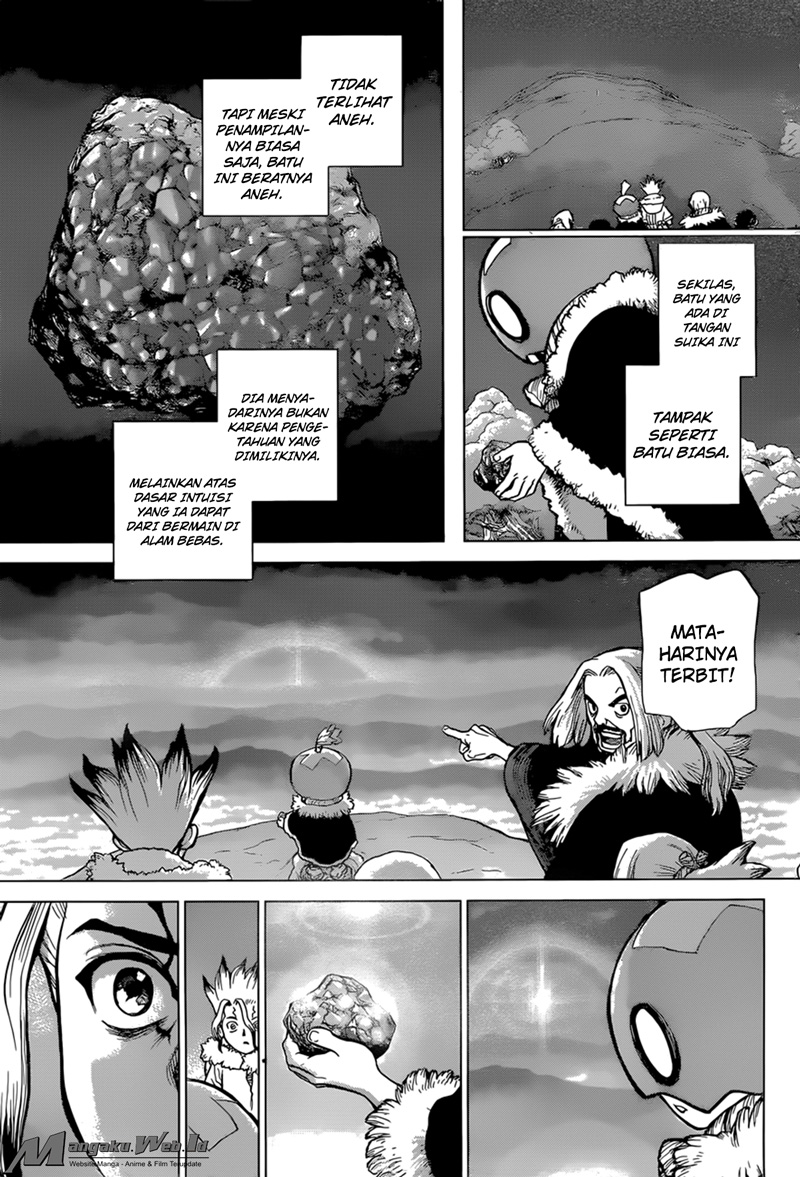 SEKILAS,
BATU YANG
ADA DI
TANGAN
SUIKA INI
TAMPAK
SEPERTI
BATU BIASA.
TIDAK
TERLIHAT
ANEH.
TAPI MESKI
PENAMPILAN-
NYA BIASA
SAJA, BATU
INI BERATNYA
ANEH.
DIA MENYA-
DARINYA BUKAN
KARENA PENGE-
TAHUAN YANG
DIMILIKINYA.
MELAINKAN ATAS
DASAR INTUISI
YANG IA DAPAT
DARI BERMAIN DI
ALAM BEBAS.
MATA-
HARINYA
TERBIT!
Mangaku.Web.Id
Website Manga - Anime & Film Terupdate